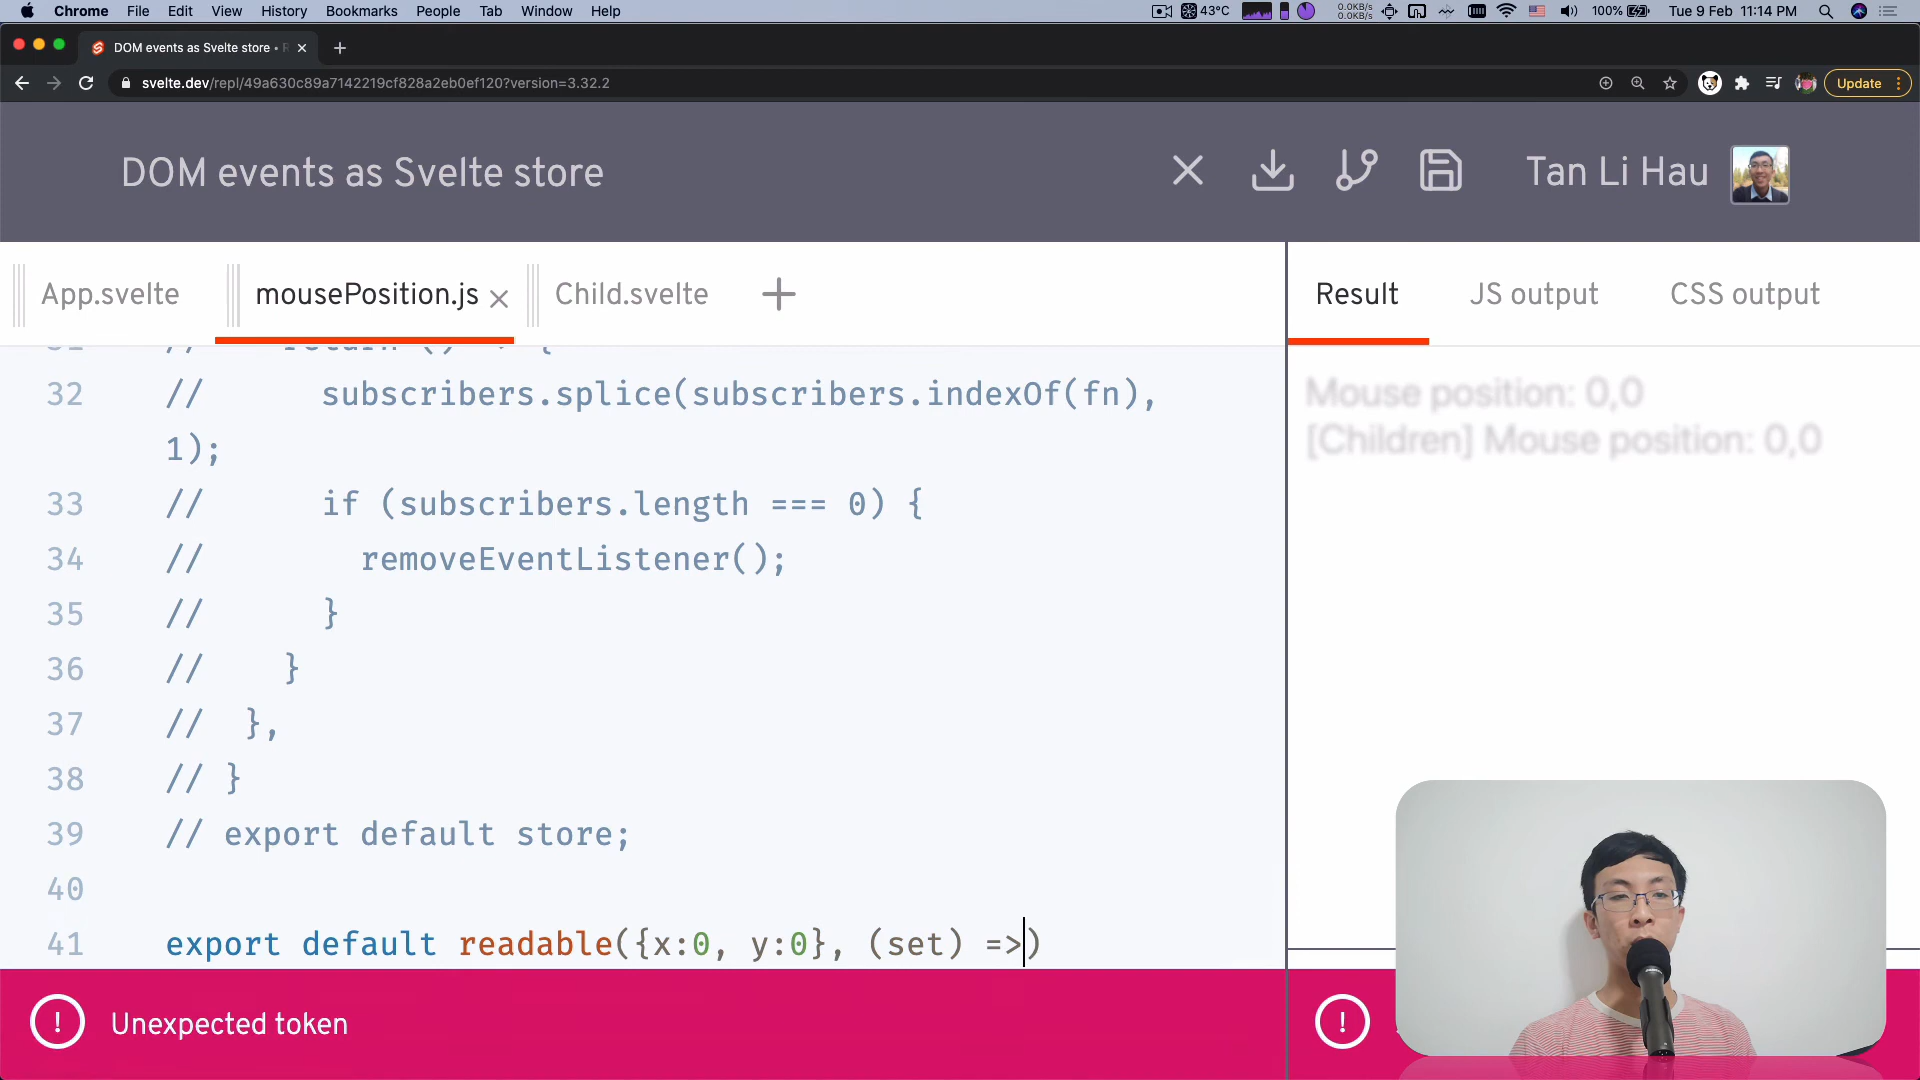 Chrome File Edit View History Bookmarks People Tab Window Help
43°C
0.0KB/s
0.0KB/s
100%
Tue 9 Feb 11:14 PM
DOM events as Svelte store •
svelte.dev/repl/49a630c89a7142219cf828a2eb0ef120?version=3.32.2
Update
DOM events as Svelte store
Tan Li Hau
App.svelte
mousePosition.js
Child.svelte
Result
JS output
CSS output
32 // subscribers.splice(subscribers.indexOf(fn),
1);
33 // if (subscribers.length === 0) {
34 // removeEventListener();
35 // }
36 // }
37 // },
38 // }
39 // export default store;
40
41 export default readable({x:0, y:0}, (set) =>)
Unexpected token
Mouse position: 0,0
[Children] Mouse position: 0,0